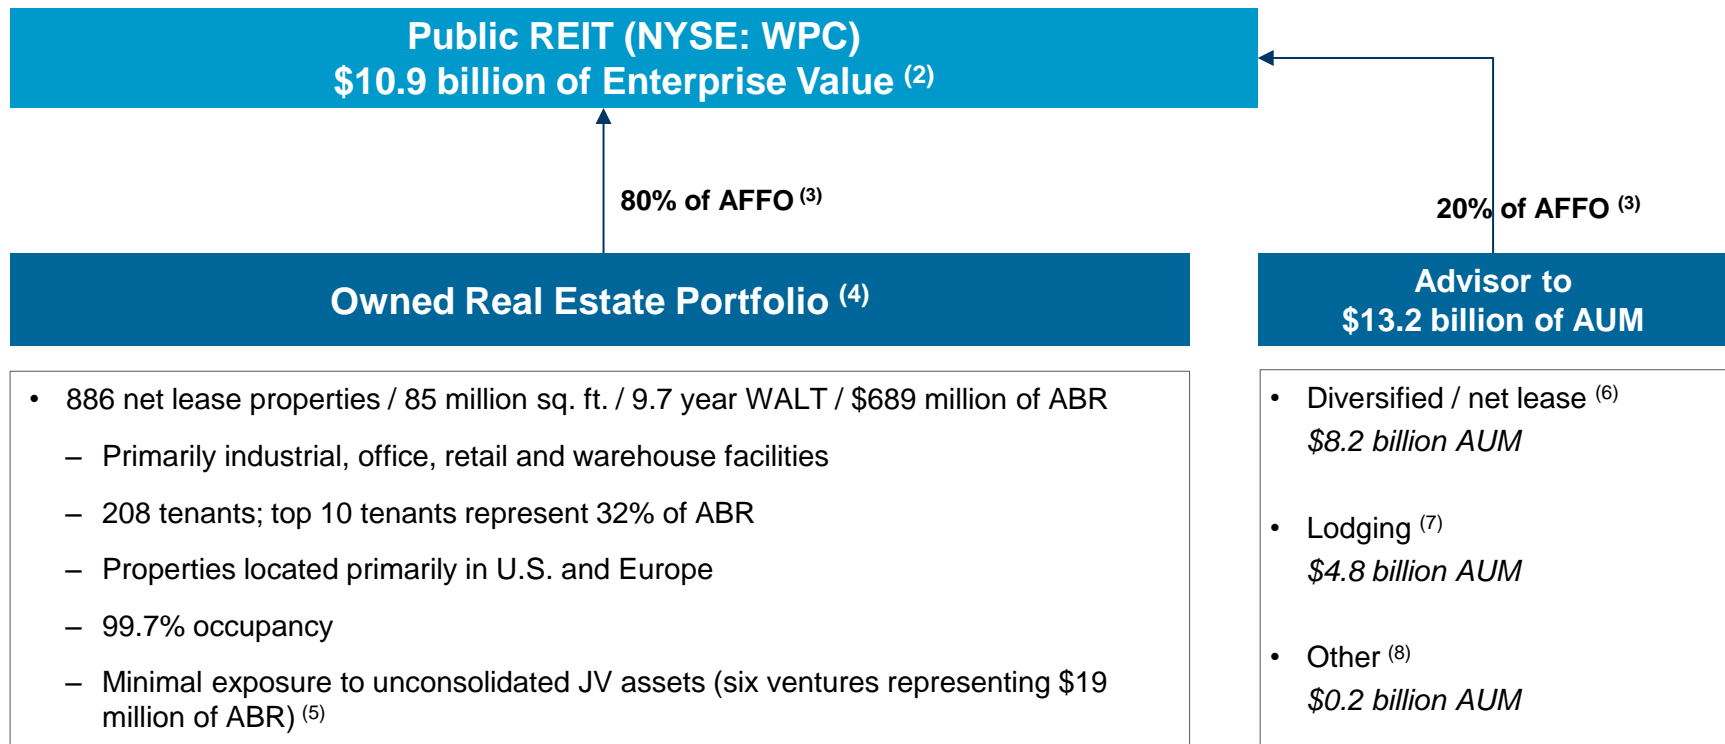 Public REIT (NYSE: WPC)
$10.9 billion of Enterprise Value (2)
80% of AFFO (3)
20% of AFFO (3)
Owned Real Estate Portfolio (4)
Advisor to
$13.2 billion of AUM
• 886 net lease properties / 85 million sq. ft. / 9.7 year WALT / $689 million of ABR
– Primarily industrial, office, retail and warehouse facilities
– 208 tenants; top 10 tenants represent 32% of ABR
– Properties located primarily in U.S. and Europe
– 99.7% occupancy
– Minimal exposure to unconsolidated JV assets (six ventures representing $19
million of ABR) (5)
• Diversified / net lease (6)
$8.2 billion AUM
• Lodging (7)
$4.8 billion AUM
• Other (8)
$0.2 billion AUM